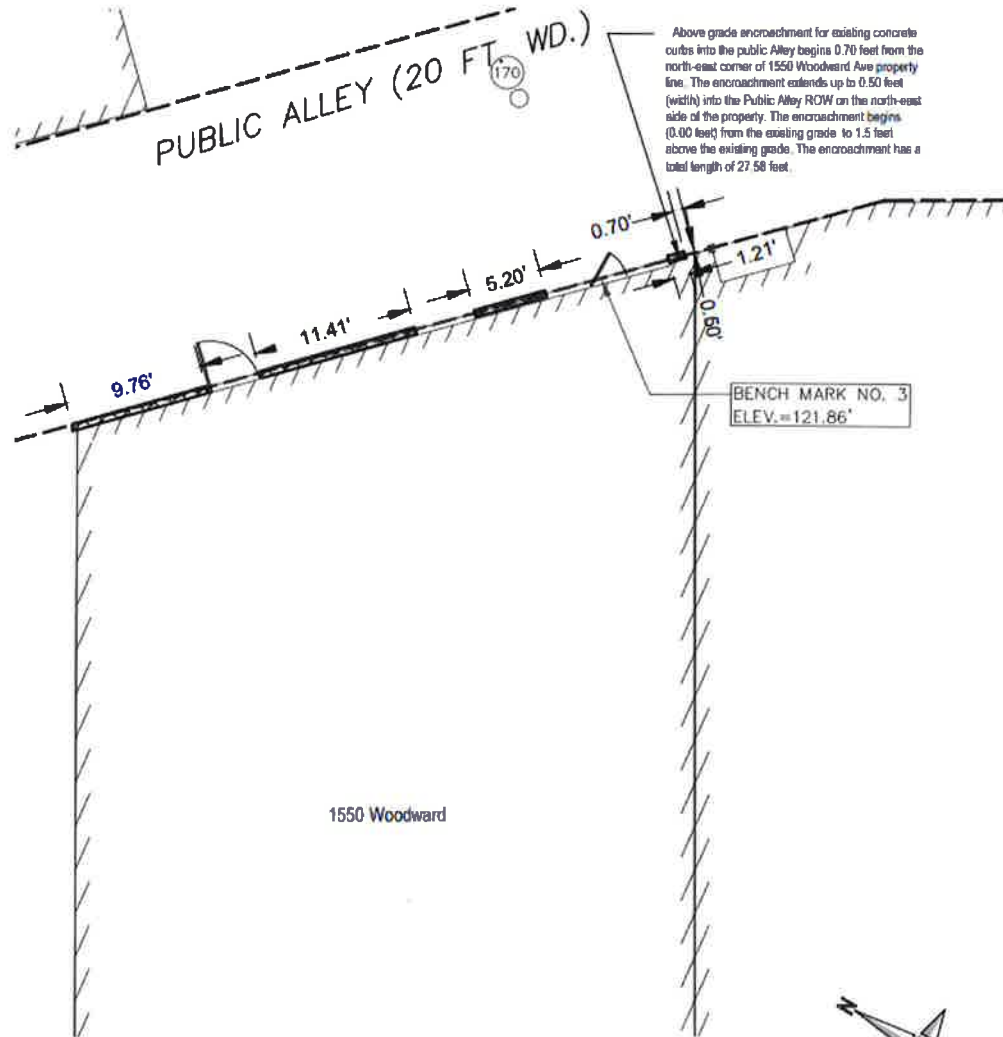 Above grade encroachment for existing concrete
curbs into the public Alley begins 0.70 feet from the
north-east corner of 1550 Woodward Ave property
line. The encroachment extends up to 0.50 feet
(width) into the Public Alley ROW on the north-east
side of the property. The encroachment begins
(0.00 feet) from the existing grade to 1.5 feet
above the existing grade. The encroachment has a
total length of 27.58 feet.
PUBLIC ALLEY (20 FT. WD.)
170
0.70'
1.21'
5.20'
0.50'
11.41'
9.76'
BENCH MARK NO. 3
ELEV.=121.86'
1550 Woodward
N